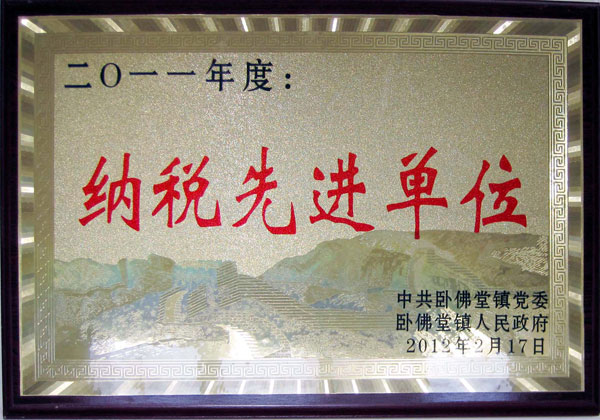 二〇一一年度：
纳税先进单位
中共卧佛堂镇党委
卧佛堂镇人民政府
2012年2月17日